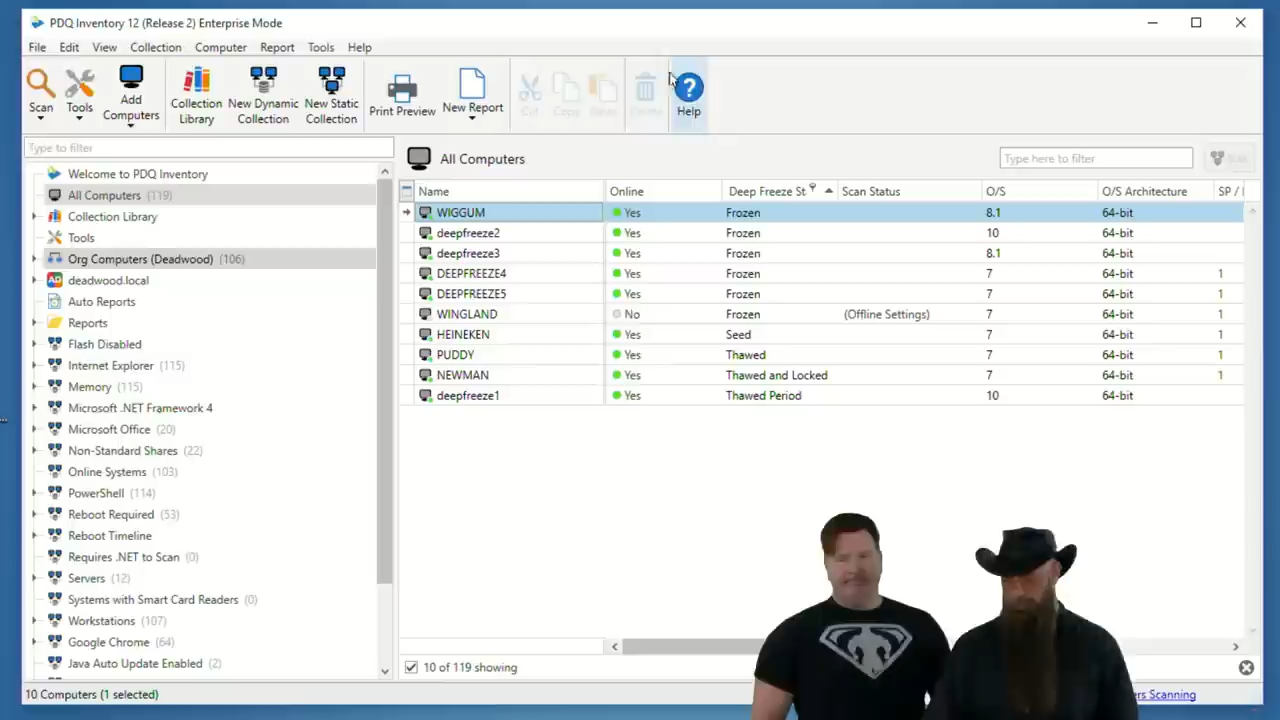 PDQ Inventory 12 (Release 2) Enterprise Mode
File Edit View Collection Computer Report Tools Help
Scan
Tools
Add Computers
Collection Library
New Dynamic Collection
New Static Collection
Print Preview
New Report
Cut
Copy
Paste
Delete
Help
Type to filter
Welcome to PDQ Inventory
All Computers (119)
Collection Library
Tools
Org Computers (Deadwood) (106)
AD deadwood.local
Auto Reports
Reports
Flash Disabled
Internet Explorer (115)
Memory (115)
Microsoft .NET Framework 4
Microsoft Office (20)
Non-Standard Shares (22)
Online Systems (103)
PowerShell (114)
Reboot Required (53)
Reboot Timeline
Requires .NET to Scan (0)
Servers (12)
Systems with Smart Card Readers (0)
Workstations (107)
Google Chrome (64)
Java Auto Update Enabled (2)
All Computers
Type here to filter
Name Online Deep Freeze St Scan Status O/S O/S Architecture SP /
WIGGUM Yes Frozen 8.1 64-bit
deepfreeze2 Yes Frozen 10 64-bit
deepfreeze3 Yes Frozen 8.1 64-bit
DEEPFREEZE4 Yes Frozen 7 64-bit 1
DEEPFREEZE5 Yes Frozen 7 64-bit 1
WINGLAND No Frozen (Offline Settings) 7 64-bit 1
HEINEKEN Yes Seed 7 64-bit 1
PUDDY Yes Thawed 7 64-bit 1
NEWMAN Yes Thawed and Locked 7 64-bit 1
deepfreeze1 Yes Thawed Period 10 64-bit
10 of 119 showing
10 Computers (1 selected)
rs Scanning